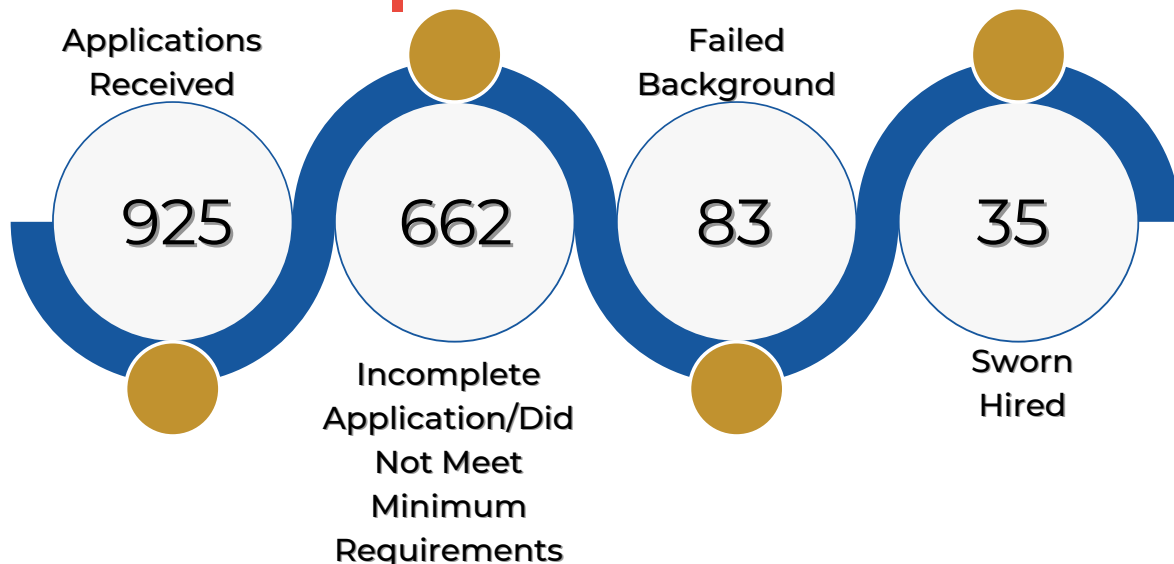 Applications
Received
925
662
Incomplete
Application/Did
Not Meet
Minimum
Requirements
Failed
Background
83
35
Sworn
Hired